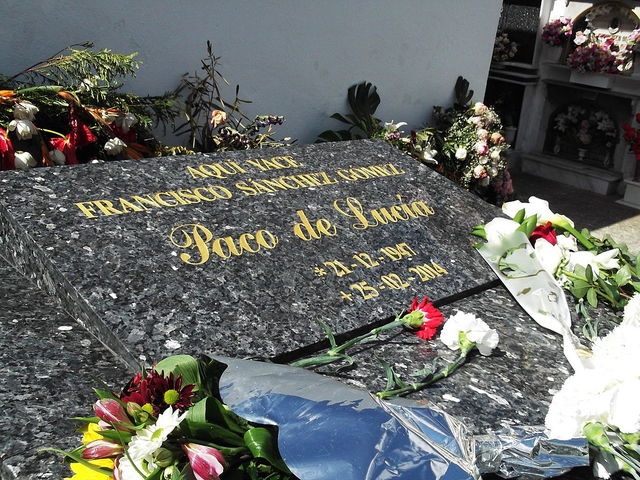 AQUI YACE
FRANCISCO SANCHEZ GOMEZ
Paco de Lucía
* 21-12-1947
+ 25-02-2014